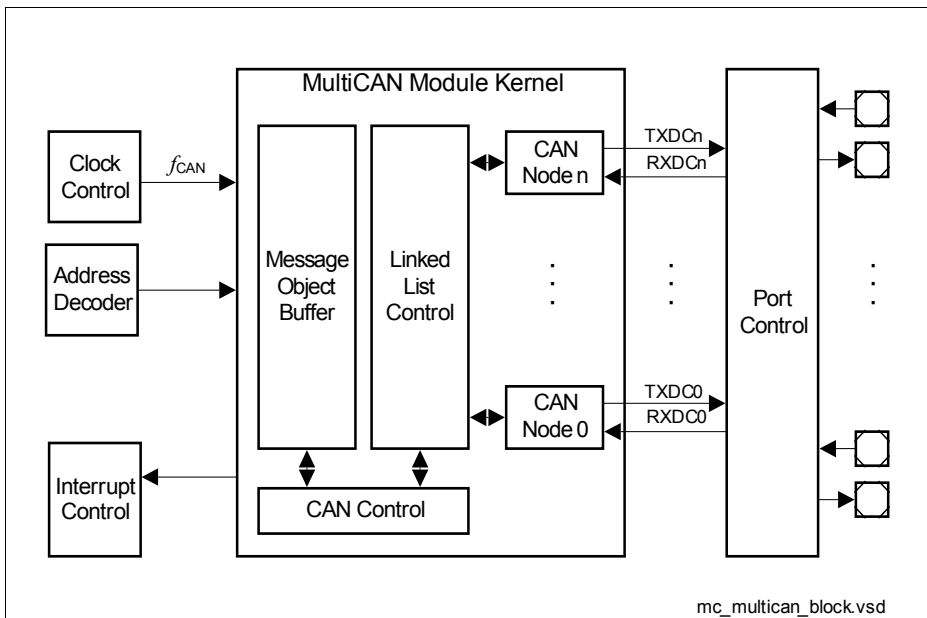 MultiCAN Module Kernel
Clock
Control
fCAN
Address
Decoder
Interrupt
Control
Message
Object
Buffer
Linked
List
Control
CAN Control
CAN
Node n
TXDCn
RXDCn
CAN
Node 0
TXDC0
RXDC0
Port
Control
mc_multican_block.vsd